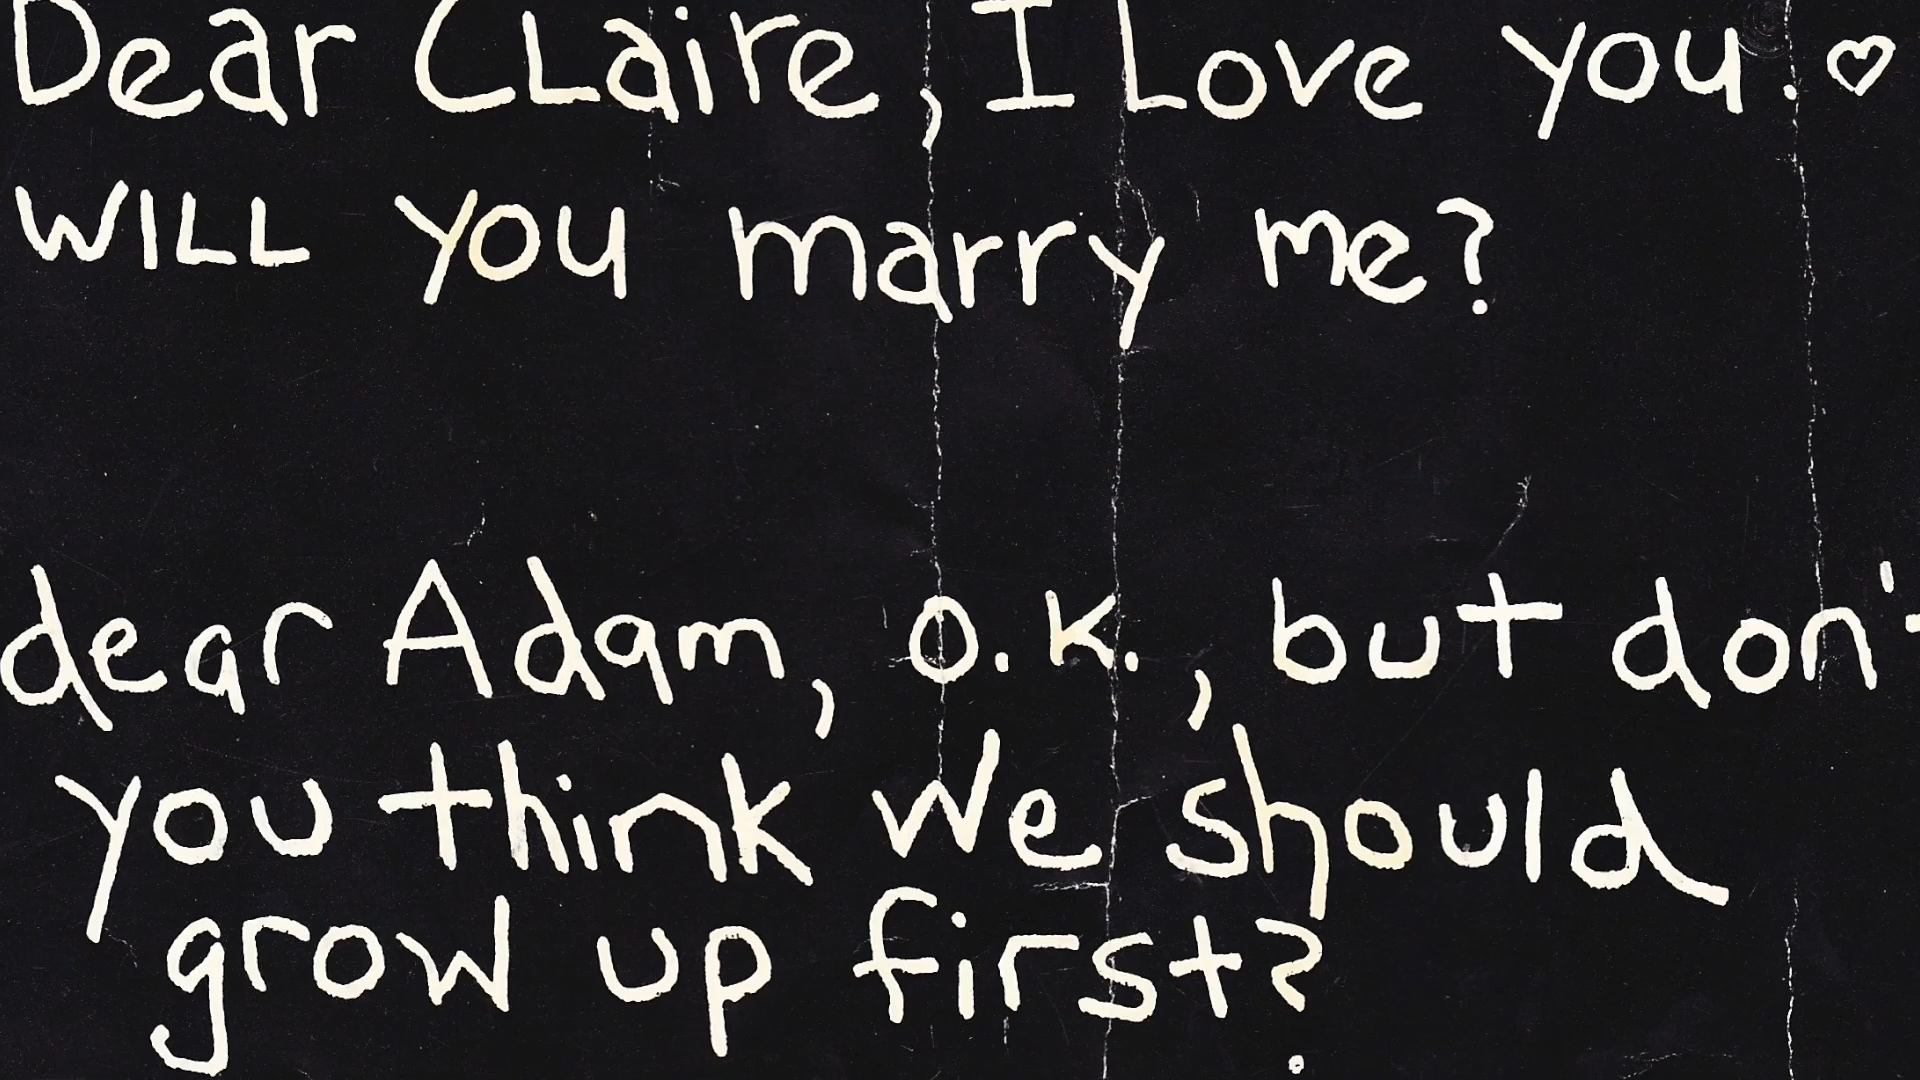 Dear CLaire, I Love you. ♡
WILL you marry me?
dear Adam, o.k., but don't
you think we should
grow up first?